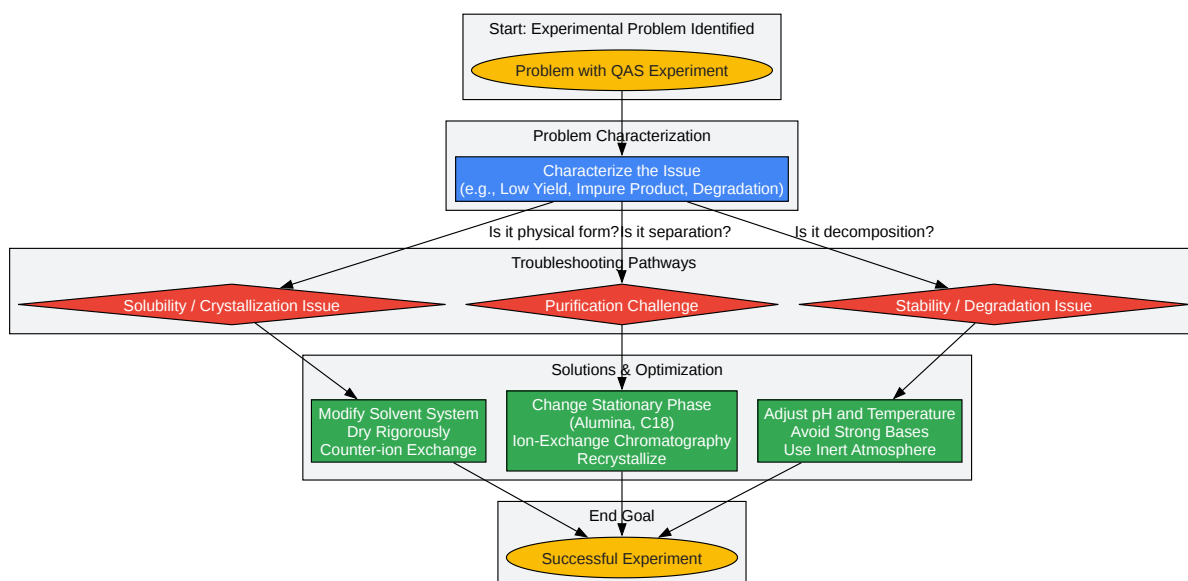 Start: Experimental Problem Identified
Problem with QAS Experiment
Problem Characterization
Characterize the Issue
(e.g., Low Yield, Impure Product, Degradation)
Is it physical form?
Is it separation?
Is it decomposition?
Troubleshooting Pathways
Solubility / Crystallization Issue
Purification Challenge
Stability / Degradation Issue
Solutions & Optimization
Modify Solvent System
Dry Rigorously
Counter-ion Exchange
Change Stationary Phase
(Alumina, C18)
Ion-Exchange Chromatography
Recrystallize
Adjust pH and Temperature
Avoid Strong Bases
Use Inert Atmosphere
End Goal
Successful Experiment